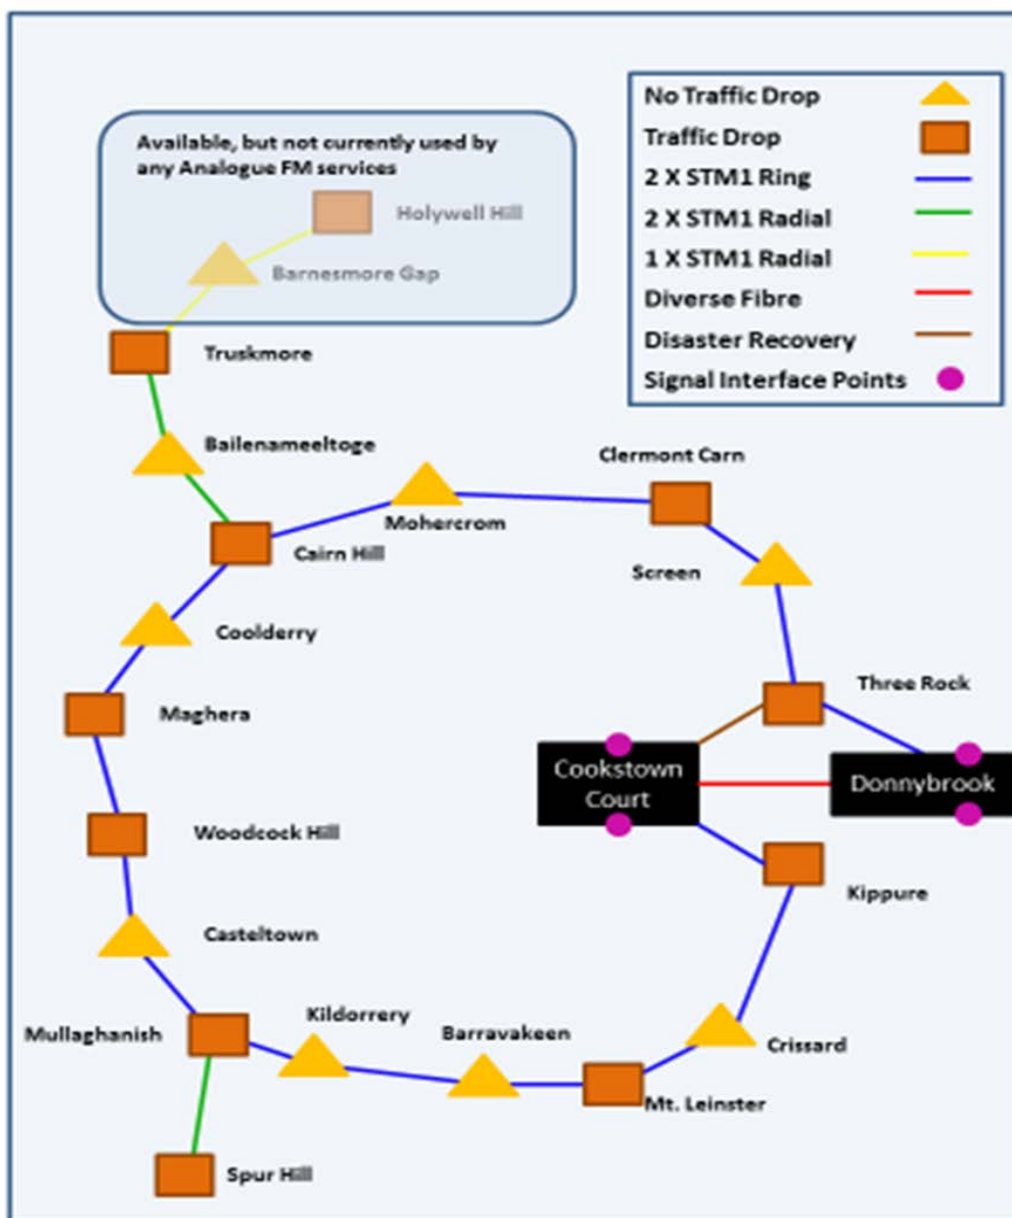 No Traffic Drop
Traffic Drop
2 X STM1 Ring
2 X STM1 Radial
1 X STM1 Radial
Diverse Fibre
Disaster Recovery
Signal Interface Points
Available, but not currently used by
any Analogue FM services
Holywell Hill
Barnesmore Gap
Truskmore
Bailenameeltoge
Clermont Carn
Mohercrom
Cairn Hill
Screen
Coolderry
Three Rock
Maghera
Cookstown
Court
Donnybrook
Woodcock Hill
Kippure
Casteltown
Kildorrery
Mullaghanish
Barravakeen
Crissard
Mt. Leinster
Spur Hill